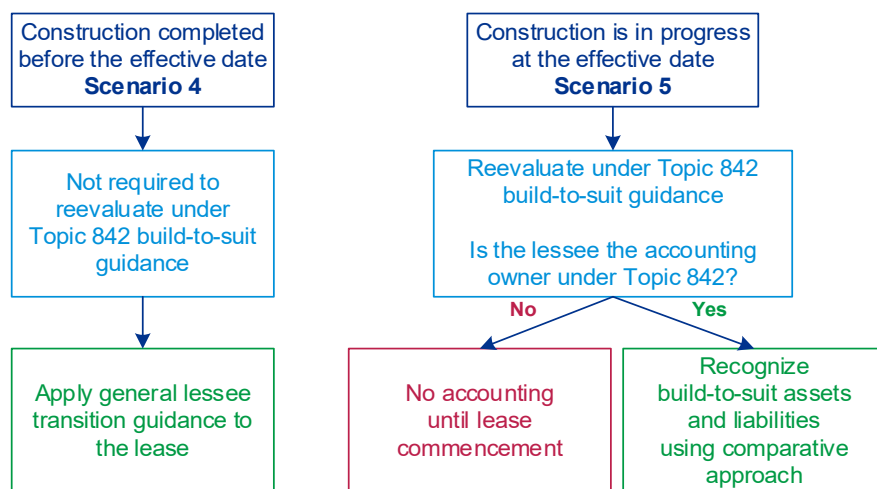 Construction completed
before the effective date
Scenario 4
Not required to
reevaluate under
Topic 842 build-to-suit
guidance
Apply general lessee
transition guidance to
the lease
Construction is in progress
at the effective date
Scenario 5
Reevaluate under Topic 842
build-to-suit guidance
Is the lessee the accounting
owner under Topic 842?
No
Yes
No accounting
until lease
commencement
Recognize
build-to-suit assets
and liabilities
using comparative
approach